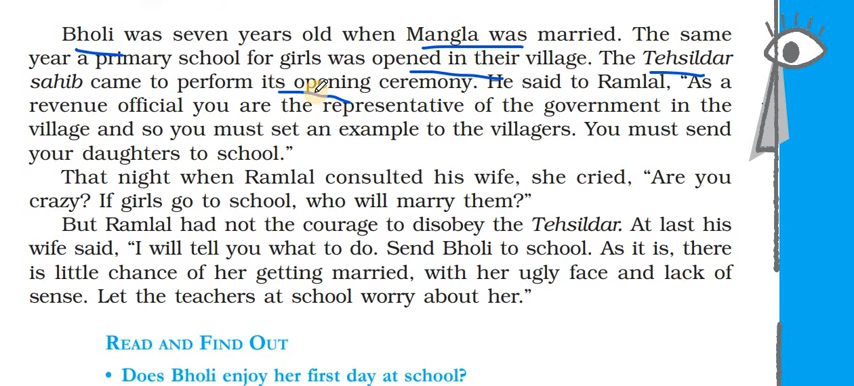 Bholi was seven years old when Mangla was married. The same
year a primary school for girls was opened in their village. The Tehsildar
sahib came to perform its opening ceremony. He said to Ramlal, “As a
revenue official you are the representative of the government in the
village and so you must set an example to the villagers. You must send
your daughters to school.”
That night when Ramlal consulted his wife, she cried, “Are you
crazy? If girls go to school, who will marry them?”
But Ramlal had not the courage to disobey the Tehsildar. At last his
wife said, “I will tell you what to do. Send Bholi to school. As it is, there
is little chance of her getting married, with her ugly face and lack of
sense. Let the teachers at school worry about her.”
READ AND FIND OUT
• Does Bholi enjoy her first day at school?